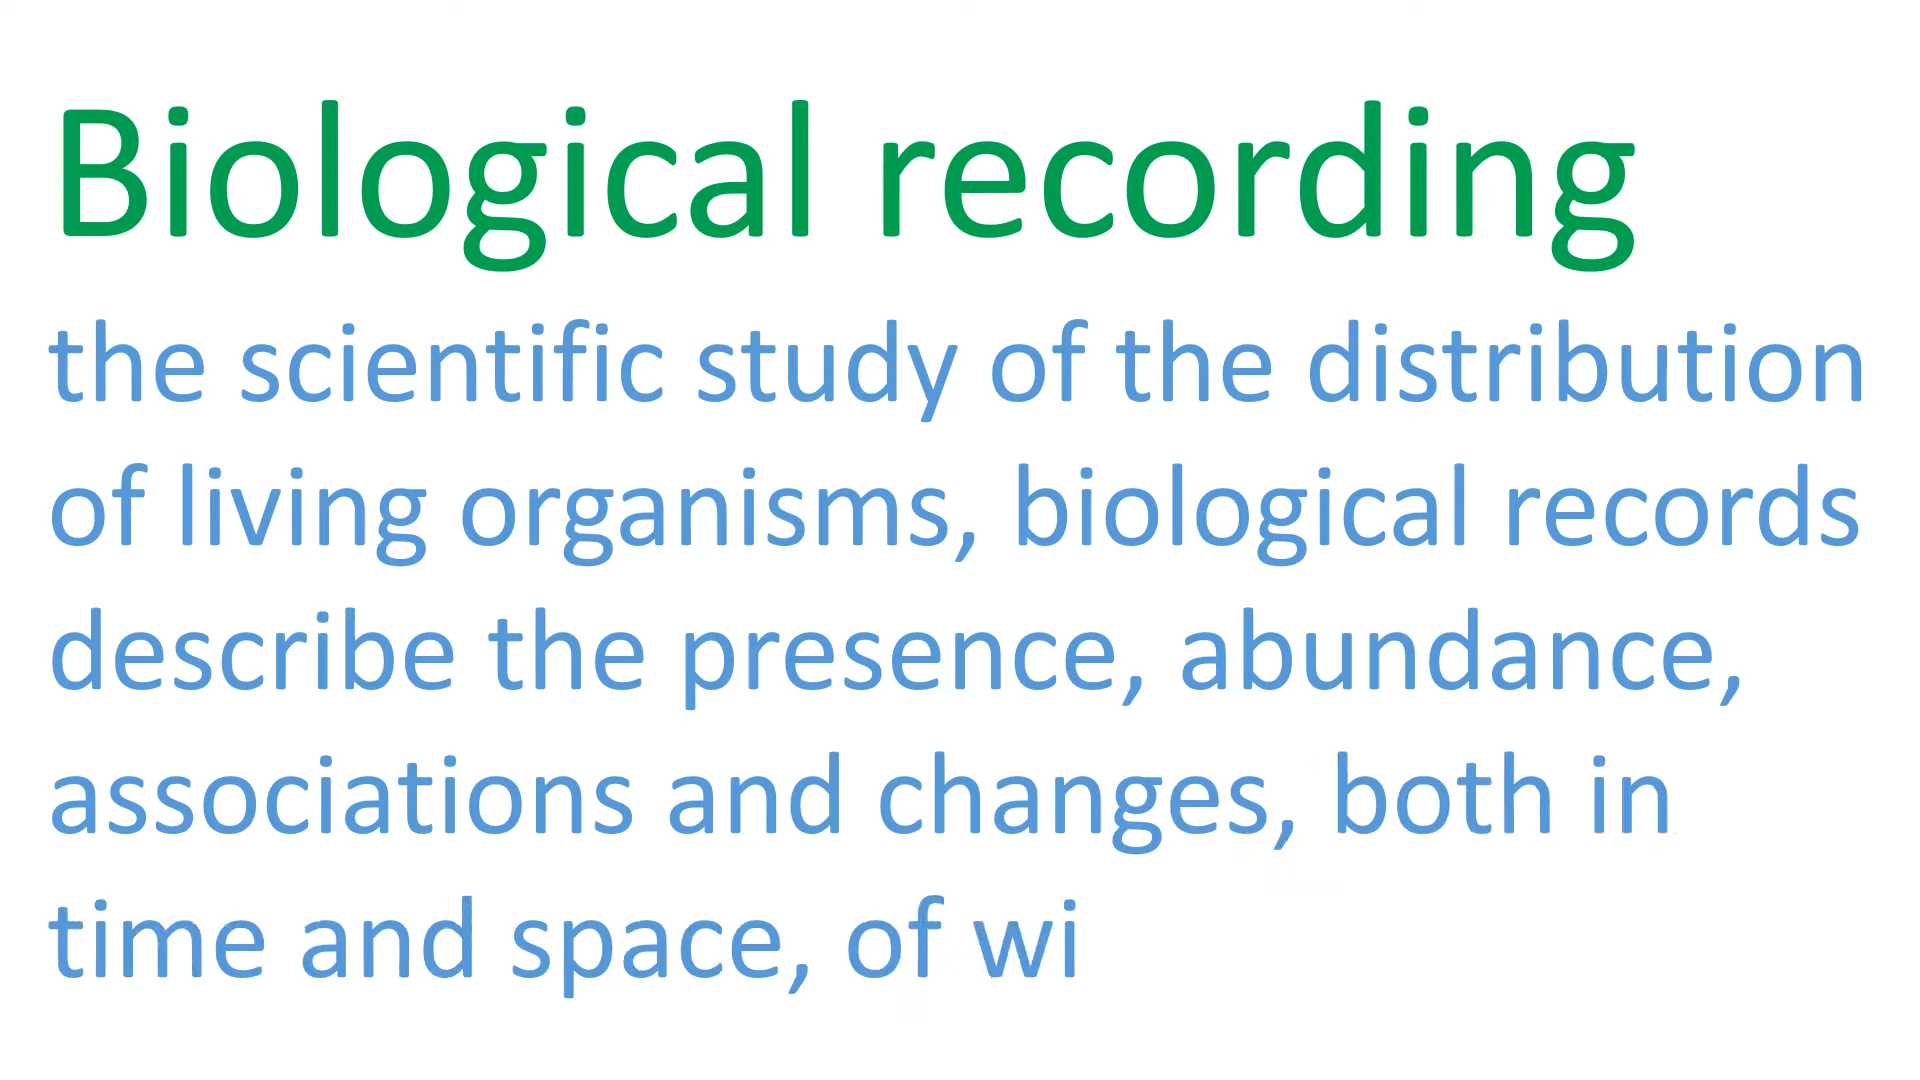 Biological recording
the scientific study of the distribution
of living organisms, biological records
describe the presence, abundance,
associations and changes, both in
time and space, of wi